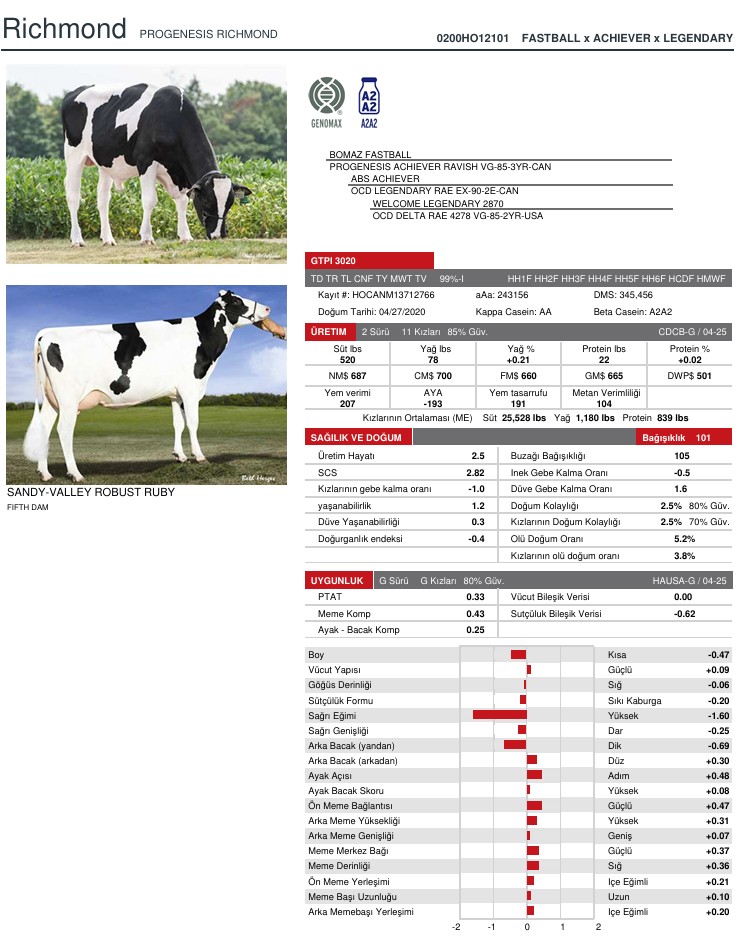 Richmond PROGENESIS RICHMOND
0200HO12101 FASTBALL x ACHIEVER x LEGENDARY
GENOMAX
A2
A2
A2A2
BOMAZ FASTBALL
PROGENESIS ACHIEVER RAVISH VG-85-3YR-CAN
ABS ACHIEVER
OCD LEGENDARY RAE EX-90-2E-CAN
WELCOME LEGENDARY 2870
OCD DELTA RAE 4278 VG-85-2YR-USA
SANDY-VALLEY ROBUST RUBY
FIFTH DAM
GTPI 3020
TD TR TL CNF TY MWT TV 99%-I HH1F HH2F HH3F HH4F HH5F HH6F HCDF HMWF
Kayıt #: HOCANM13712766 aAa: 243156 DMS: 345,456
Doğum Tarihi: 04/27/2020 Kappa Casein: AA Beta Casein: A2A2
ÜRETIM 2 Sürü 11 Kızları 85% Güv. CDCB-G / 04-25
Süt lbs Yağ lbs Yağ % Protein lbs Protein %
520 78 +0.21 22 +0.02
NM$ 687 CM$ 700 FM$ 660 GM$ 665 DWP$ 501
Yem verimi AYA Yem tasarrufu Metan Verimliliği
207 -193 191 104
Kızlarının Ortalaması (ME) Süt 25,528 lbs Yağ 1,180 lbs Protein 839 lbs
SAĞILIK VE DOĞUM Bağışıklık 101
Üretim Hayatı 2.5 Buzağı Bağışıklığı 105
SCS 2.82 Inek Gebe Kalma Oranı -0.5
Kızlarının gebe kalma oranı -1.0 Düve Gebe Kalma Oranı 1.6
yaşanabilirlik 1.2 Doğum Kolaylığı 2.5% 80% Güv.
Düve Yaşanabilirliği 0.3 Kızlarının Doğum Kolaylığı 2.5% 70% Güv.
Doğurganlık endeksi -0.4 Olü Doğum Oranı 5.2%
Kızlarının olü doğum oranı 3.8%
UYGUNLUK G Sürü G Kızları 80% Güv. HAUSA-G / 04-25
PTAT 0.33 Vücut Bileşik Verisi 0.00
Meme Komp 0.43 Sutçüluk Bileşik Verisi -0.62
Ayak - Bacak Komp 0.25
Boy Kısa -0.47
Vücut Yapısı Güçlü +0.09
Göğüs Derinliği Sığ -0.06
Sütçülük Formu Sıkı Kaburga -0.20
Sağrı Eğimi Yüksek -1.60
Sağrı Genişliği Dar -0.25
Arka Bacak (yandan) Dik -0.69
Arka Bacak (arkadan) Düz +0.30
Ayak Açısı Adım +0.48
Ayak Bacak Skoru Yüksek +0.08
Ön Meme Bağlantısı Güçlü +0.47
Arka Meme Yüksekliği Yüksek +0.31
Arka Meme Genişliği Geniş +0.07
Meme Merkez Bağı Güçlü +0.37
Meme Derinliği Sığ +0.36
Ön Meme Yerleşimi Içe Eğimli +0.21
Meme Başı Uzunluğu Uzun +0.10
Arka Memebaşı Yerleşimi Içe Eğimli +0.20
-2 -1 0 1 2